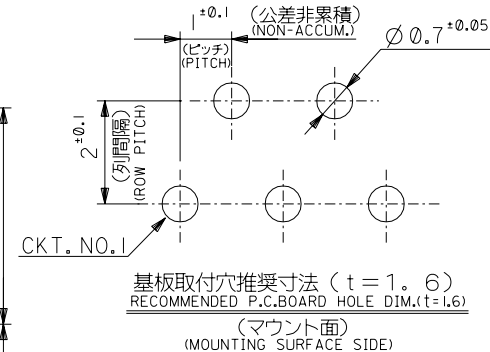 1 ±0.1
(公差非累積)
(NON-ACCUM.)
(ピッチ)
(PITCH)
Ø0.7 ±0.05
2 ±0.1
(列間隔)
(ROW PITCH)
CKT. NO.1
基板取付穴推奨寸法 (t=1. 6)
RECOMMENDED P.C.BOARD HOLE DIM.(t=1.6)
(マウント面)
(MOUNTING SURFACE SIDE)